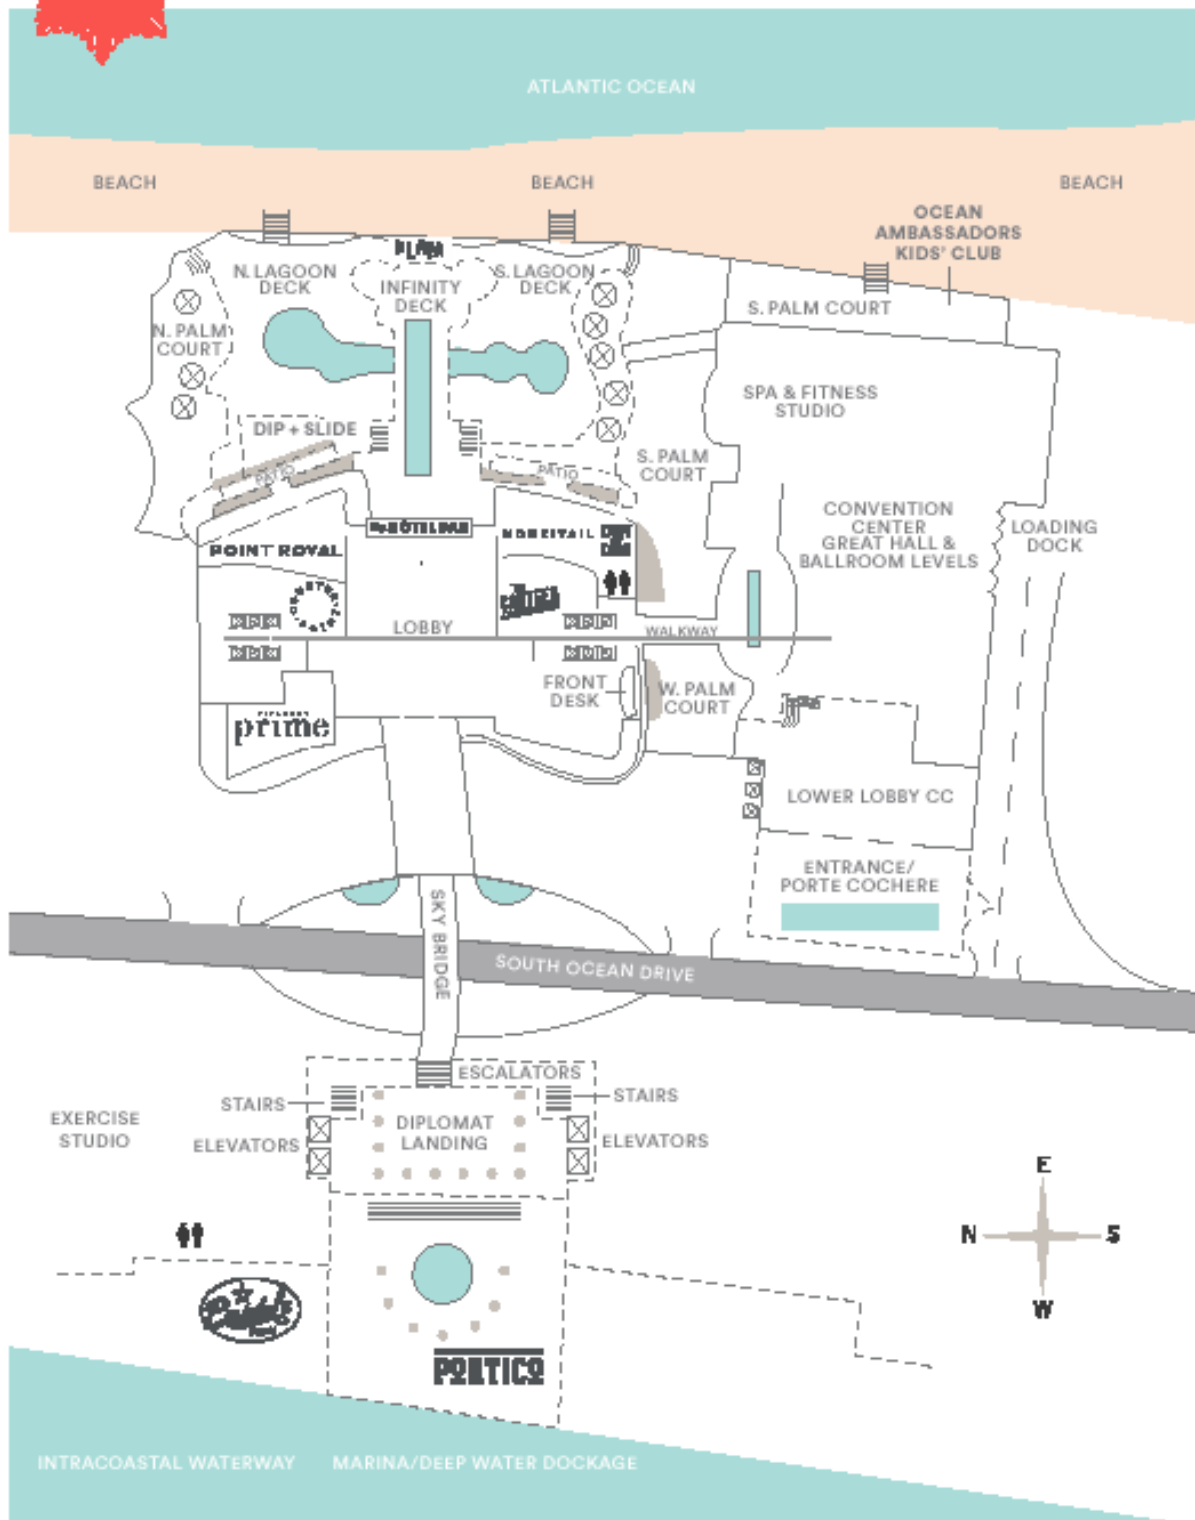 ATLANTIC OCEAN
BEACH
BEACH
BEACH
OCEAN
AMBASSADORS
KIDS' CLUB
PLAYA
N. LAGOON
DECK
INFINITY
DECK
S. LAGOON
DECK
S. PALM COURT
N. PALM
COURT
SPA & FITNESS
STUDIO
DIP + SLIDE
PATIO
PATIO
S. PALM
COURT
CONVENTION
CENTER
GREAT HALL &
BALLROOM LEVELS
LOADING
DOCK
POINT ROYAL
LOBBY
WALKWAY
FRONT
DESK
W. PALM
COURT
prime
LOWER LOBBY CC
ENTRANCE/
PORTE COCHERE
SKY BRIDGE
SOUTH OCEAN DRIVE
ESCALATORS
STAIRS
STAIRS
EXERCISE
STUDIO
DIPLOMAT
LANDING
ELEVATORS
ELEVATORS
E
N
S
W
PORTICO
INTRACOASTAL WATERWAY
MARINA/DEEP WATER DOCKAGE